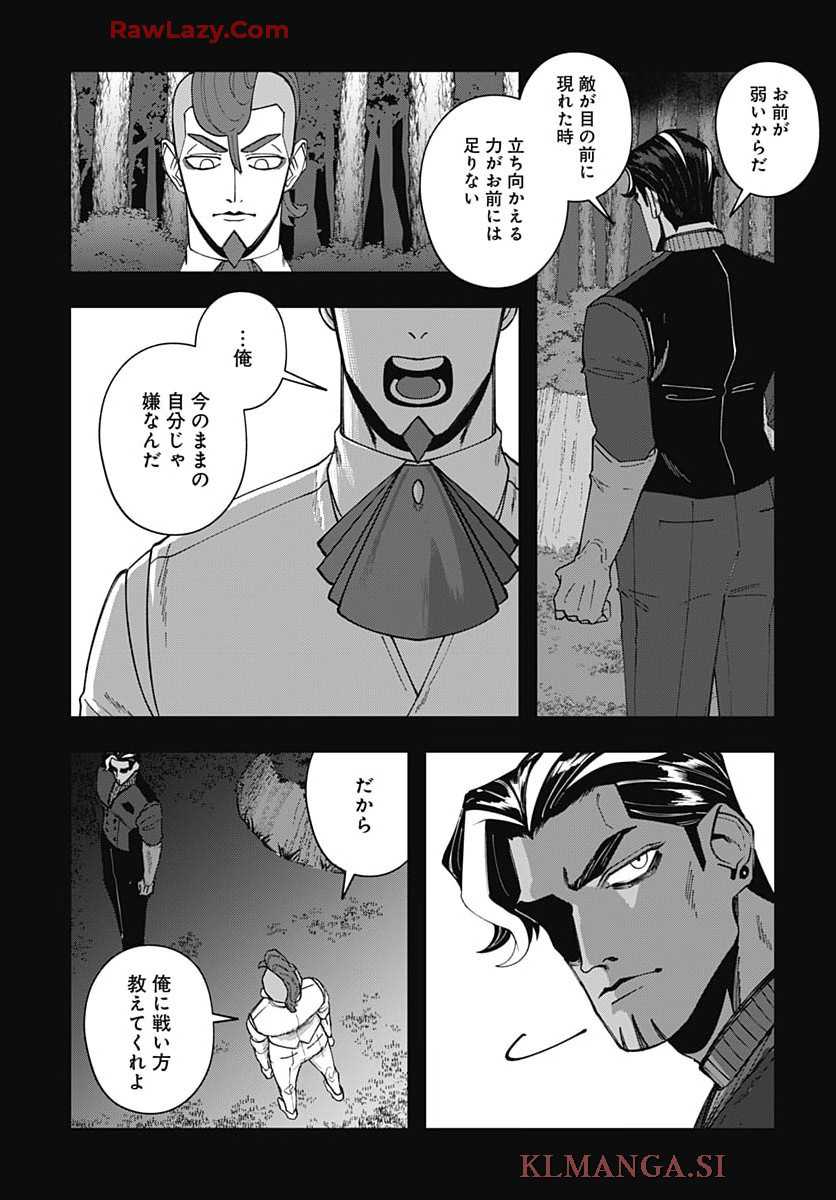 RawLazy.Com
お前が
弱いからだ
敵が目の前に
現れた時
立ち向かえる
力がお前には
足りない
…俺
今のままの
自分じゃ
嫌なんだ
だから
俺に戦い方
教えてくれよ
KLMANGA.SI